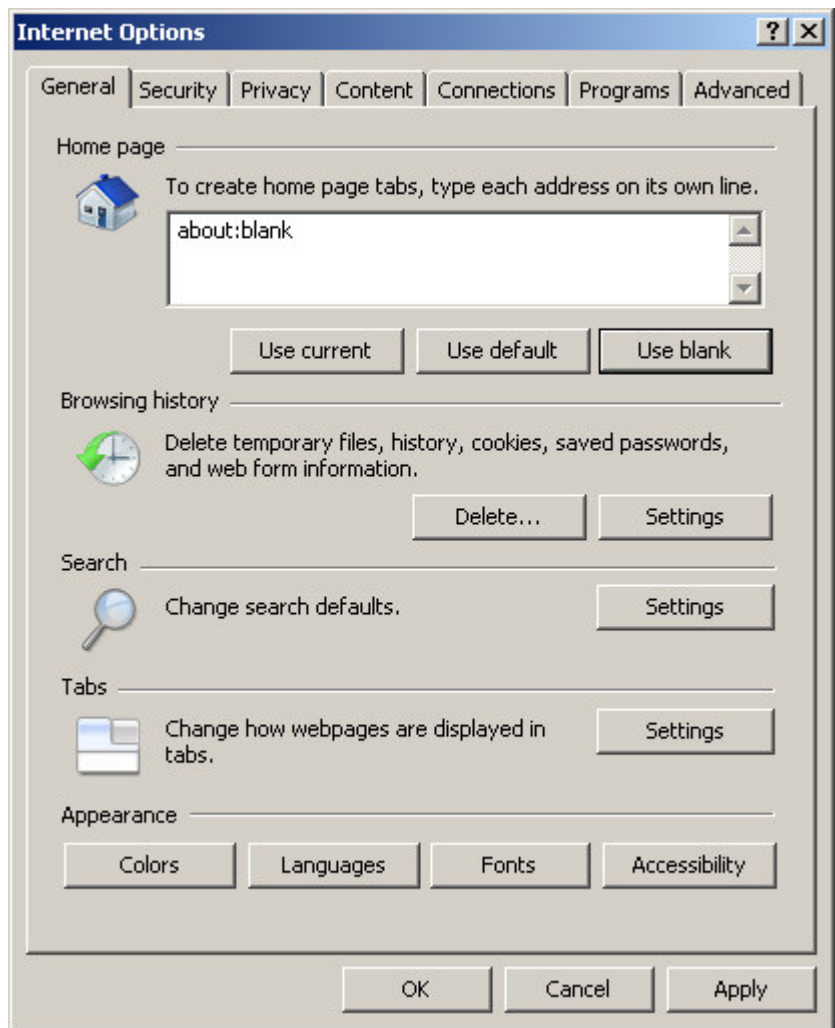 Internet Options
General Security Privacy Content Connections Programs Advanced
Home page
To create home page tabs, type each address on its own line.
about:blank
Use current Use default Use blank
Browsing history
Delete temporary files, history, cookies, saved passwords,
and web form information.
Delete... Settings
Search
Change search defaults. Settings
Tabs
Change how webpages are displayed in
tabs.
Settings
Appearance
Colors Languages Fonts Accessibility
OK Cancel Apply